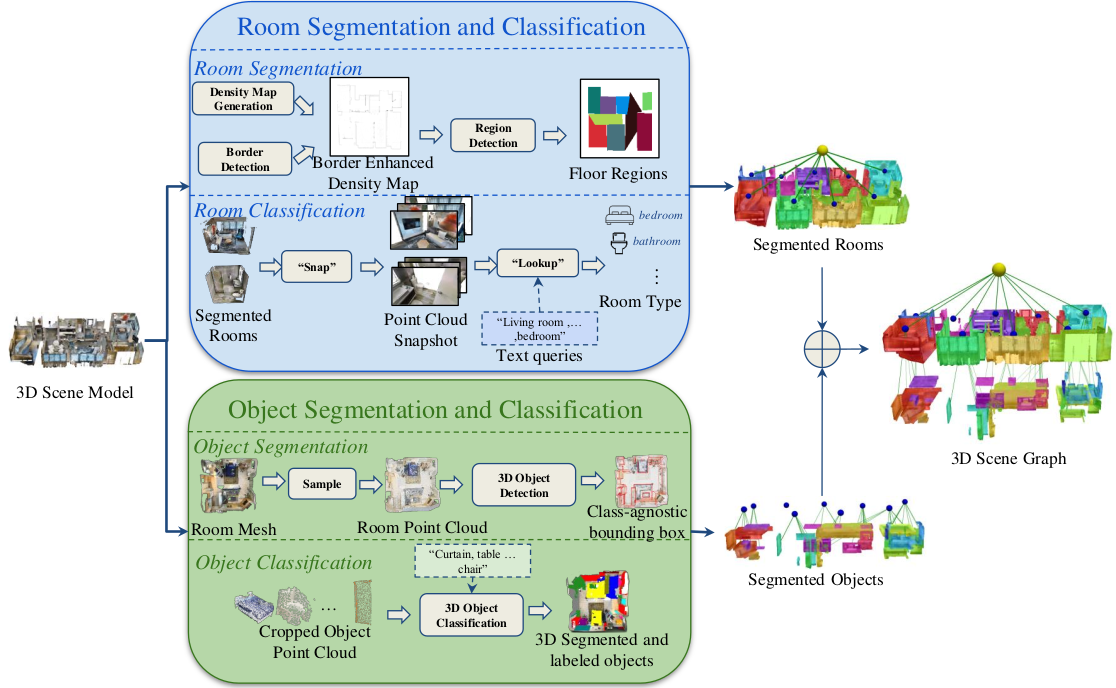 Room Segmentation and Classification
Room Segmentation
Density Map
Generation
Border
Detection
Border Enhanced
Density Map
Region
Detection
Floor Regions
Room Classification
Segmented
Rooms
“Snap”
Point Cloud
Snapshot
“Lookup”
“Living room ,…
,bedroom”
Text queries
bedroom
bathroom
⋮
Room Type
3D Scene Model
Object Segmentation and Classification
Object Segmentation
Room Mesh
Sample
Room Point Cloud
3D Object
Detection
Class-agnostic
bounding box
Object Classification
“Curtain, table …
chair”
…
Cropped Object
Point Cloud
3D Object
Classification
3D Segmented and
labeled objects
Segmented Rooms
3D Scene Graph
Segmented Objects